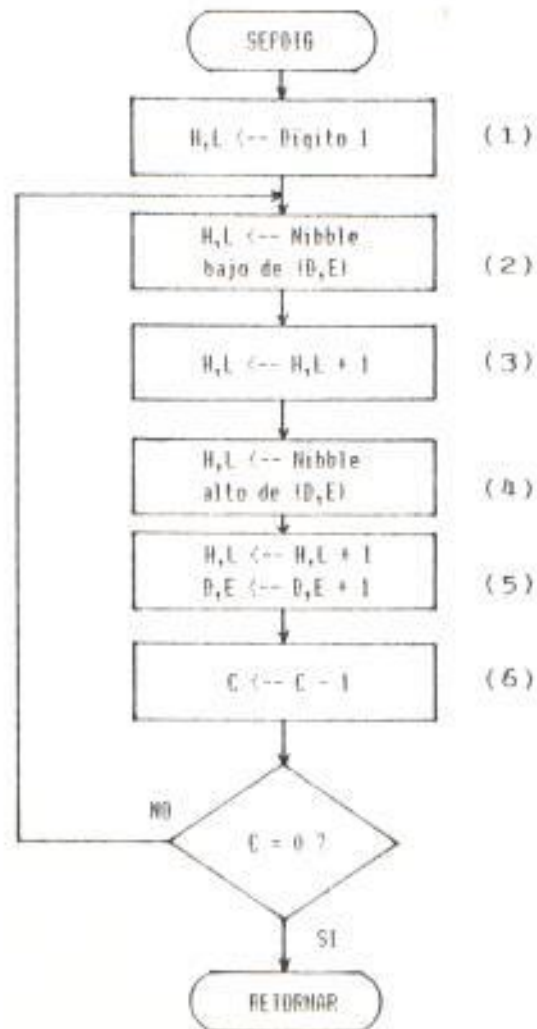 SEPDIG
H,L <-- Digito 1
(1)
H,L <-- Nibble
bajo de (D,E)
(2)
H,L <-- H,L + 1
(3)
H,L <-- Nibble
alto de (D,E)
(4)
H,L <-- H,L + 1
D,E <-- D,E + 1
(5)
C <-- C - 1
(6)
NO
C = 0 ?
SI
RETORNAR